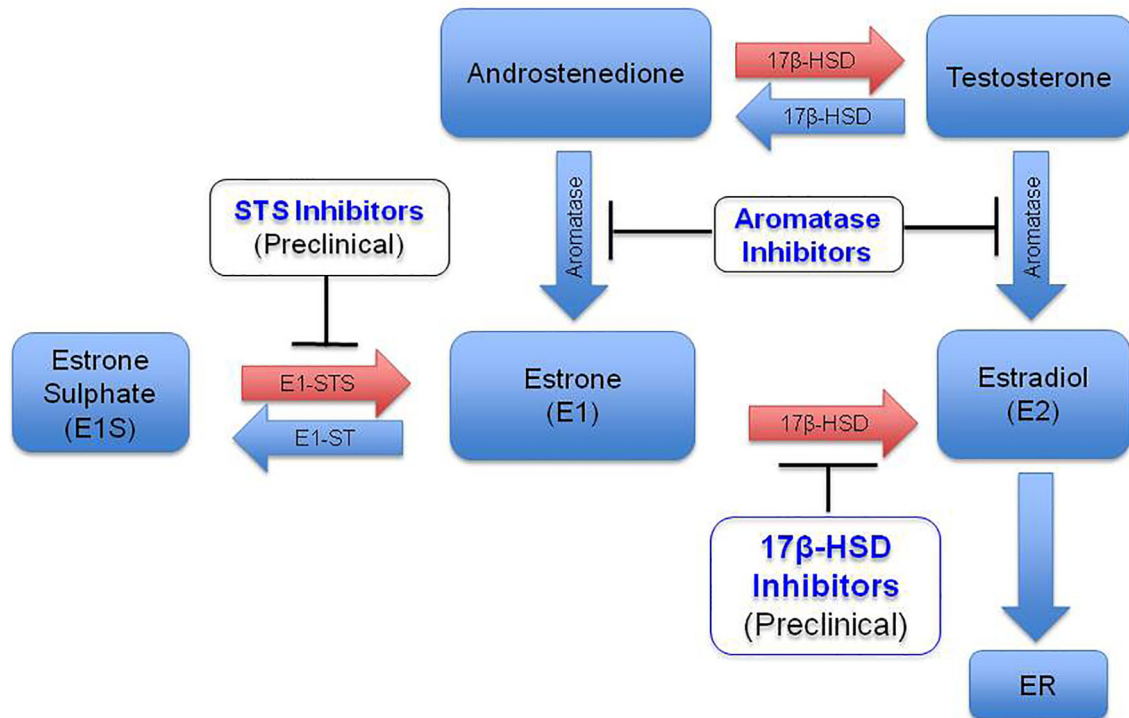 Androstenedione
17β-HSD
17β-HSD
Testosterone
Aromatase
Aromatase
STS Inhibitors
(Preclinical)
Aromatase
Inhibitors
Estrone
Sulphate
(E1S)
E1-STS
E1-ST
Estrone
(E1)
17β-HSD
Estradiol
(E2)
17β-HSD
Inhibitors
(Preclinical)
ER